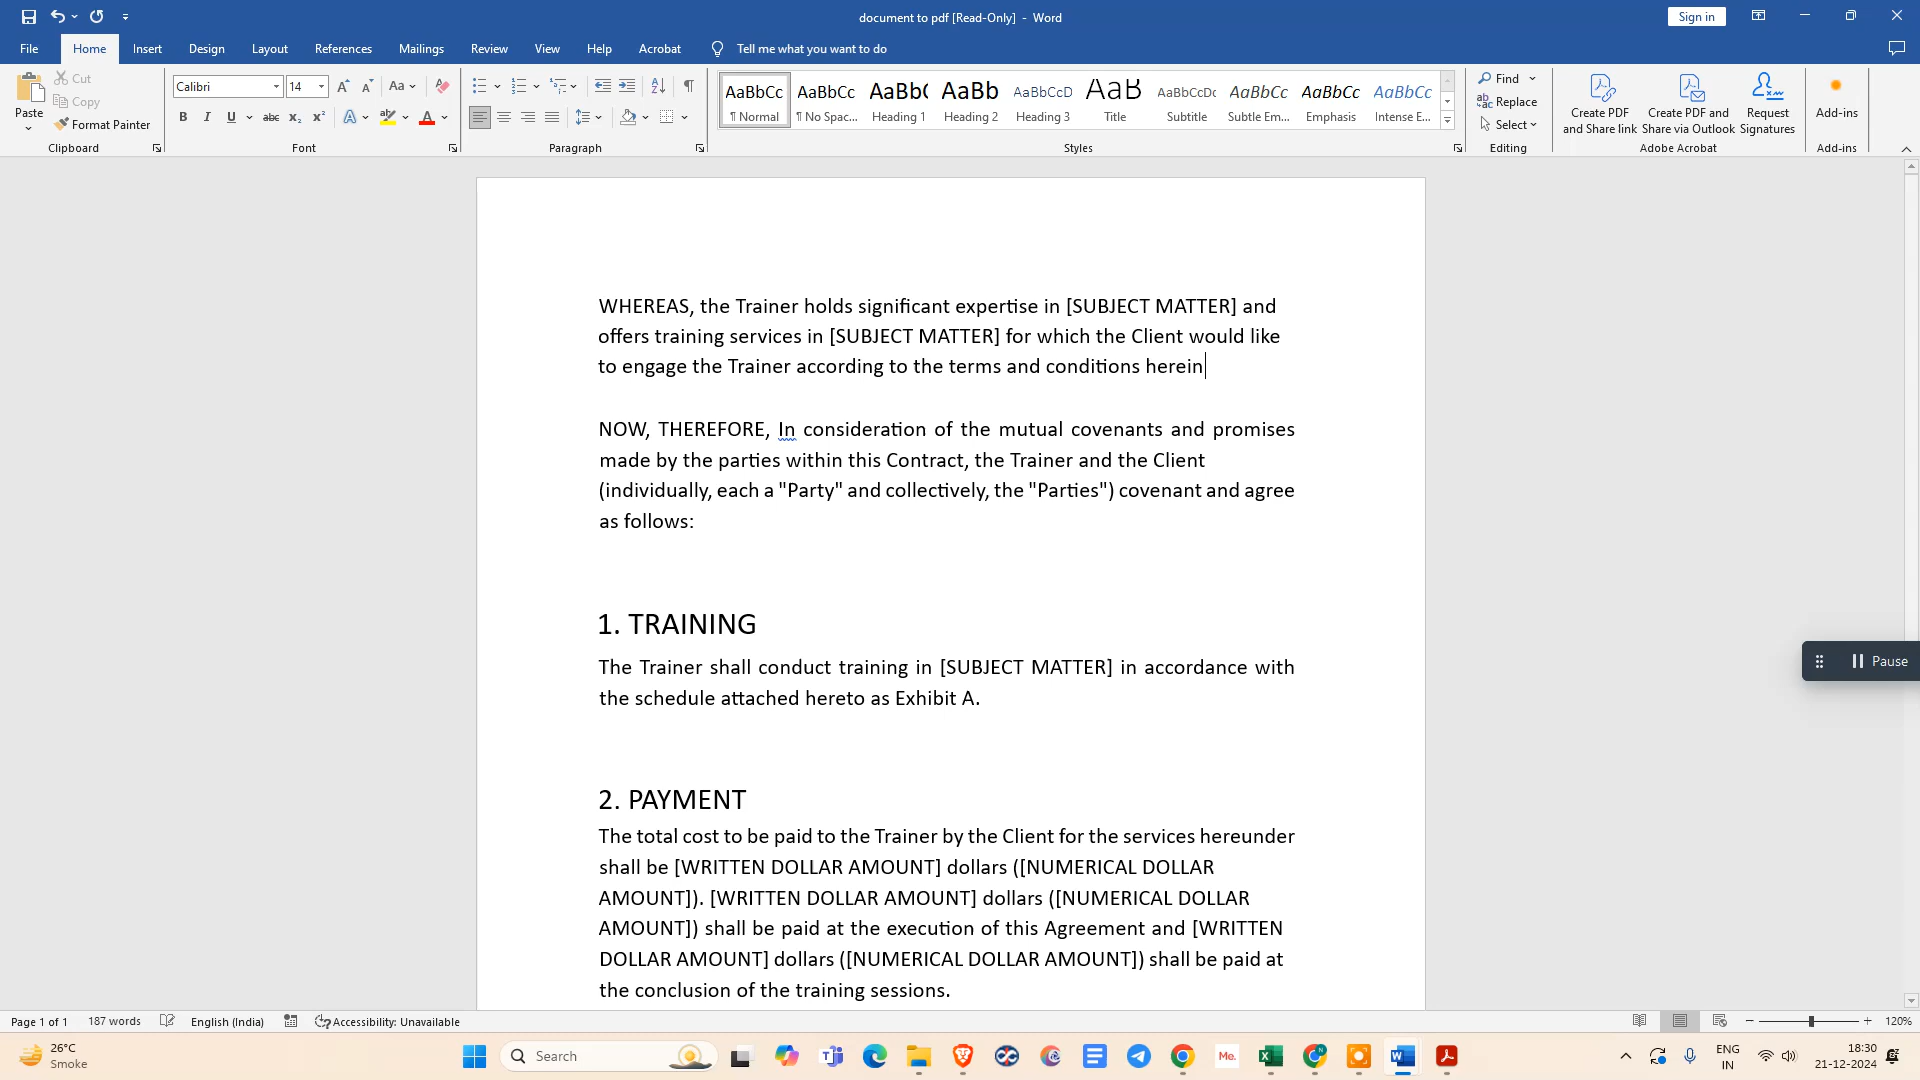 document to pdf [Read-Only] - Word
Sign in
File Home Insert Design Layout References Mailings Review View Help Acrobat Tell me what you want to do
Paste
Cut
Copy
Format Painter
Clipboard
Calibri 14
Font
Paragraph
AaBbCc ¶ Normal
AaBbCc ¶ No Spac...
AaBbC Heading 1
AaBb Heading 2
AaBbCcD Heading 3
AaB Title
AaBbCcDc Subtitle
AaBbCc Subtle Em...
AaBbCc Emphasis
AaBbCc Intense E...
Styles
Find
Replace
Select
Editing
Create PDF and Share link
Create PDF and Share via Outlook
Request Signatures
Adobe Acrobat
Add-ins
Add-ins
WHEREAS, the Trainer holds significant expertise in [SUBJECT MATTER] and
offers training services in [SUBJECT MATTER] for which the Client would like
to engage the Trainer according to the terms and conditions herein
NOW, THEREFORE, In consideration of the mutual covenants and promises
made by the parties within this Contract, the Trainer and the Client
(individually, each a "Party" and collectively, the "Parties") covenant and agree
as follows:
1. TRAINING
The Trainer shall conduct training in [SUBJECT MATTER] in accordance with
the schedule attached hereto as Exhibit A.
2. PAYMENT
The total cost to be paid to the Trainer by the Client for the services hereunder
shall be [WRITTEN DOLLAR AMOUNT] dollars ([NUMERICAL DOLLAR
AMOUNT]). [WRITTEN DOLLAR AMOUNT] dollars ([NUMERICAL DOLLAR
AMOUNT]) shall be paid at the execution of this Agreement and [WRITTEN
DOLLAR AMOUNT] dollars ([NUMERICAL DOLLAR AMOUNT]) shall be paid at
the conclusion of the training sessions.
Pause
Page 1 of 1 187 words English (India) Accessibility: Unavailable 120%
26°C
Smoke
Search
Me.
ENG
IN
18:30
21-12-2024